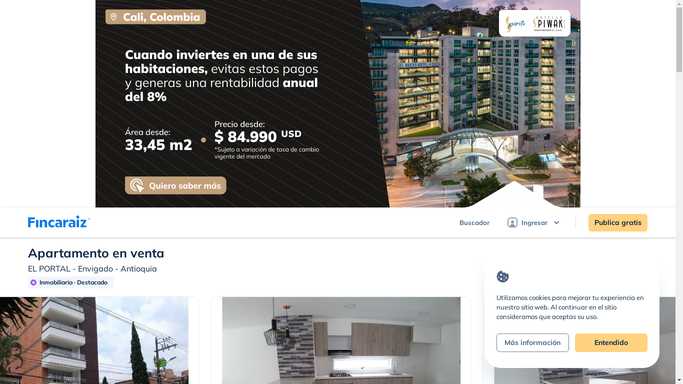 Cali, Colombia
Cuando inviertes en una de sus
habitaciones, evitas estos pagos
y generas una rentabilidad anual
del 8%
Área desde:
33,45 m2
Precio desde:
$ 84.990 USD
*Sujeto a variación de tasa de cambio
vigente del mercado
Quiero saber más
SPIWAK
Fincaraiz
Buscador
Ingresar
Publica gratis
Apartamento en venta
EL PORTAL - Envigado - Antioquia
Inmobiliaria - Destacado
Utilizamos cookies para mejorar tu experiencia en
nuestro sitio web. Al continuar en el sitio
consideramos que aceptas su uso.
Más información
Entendido